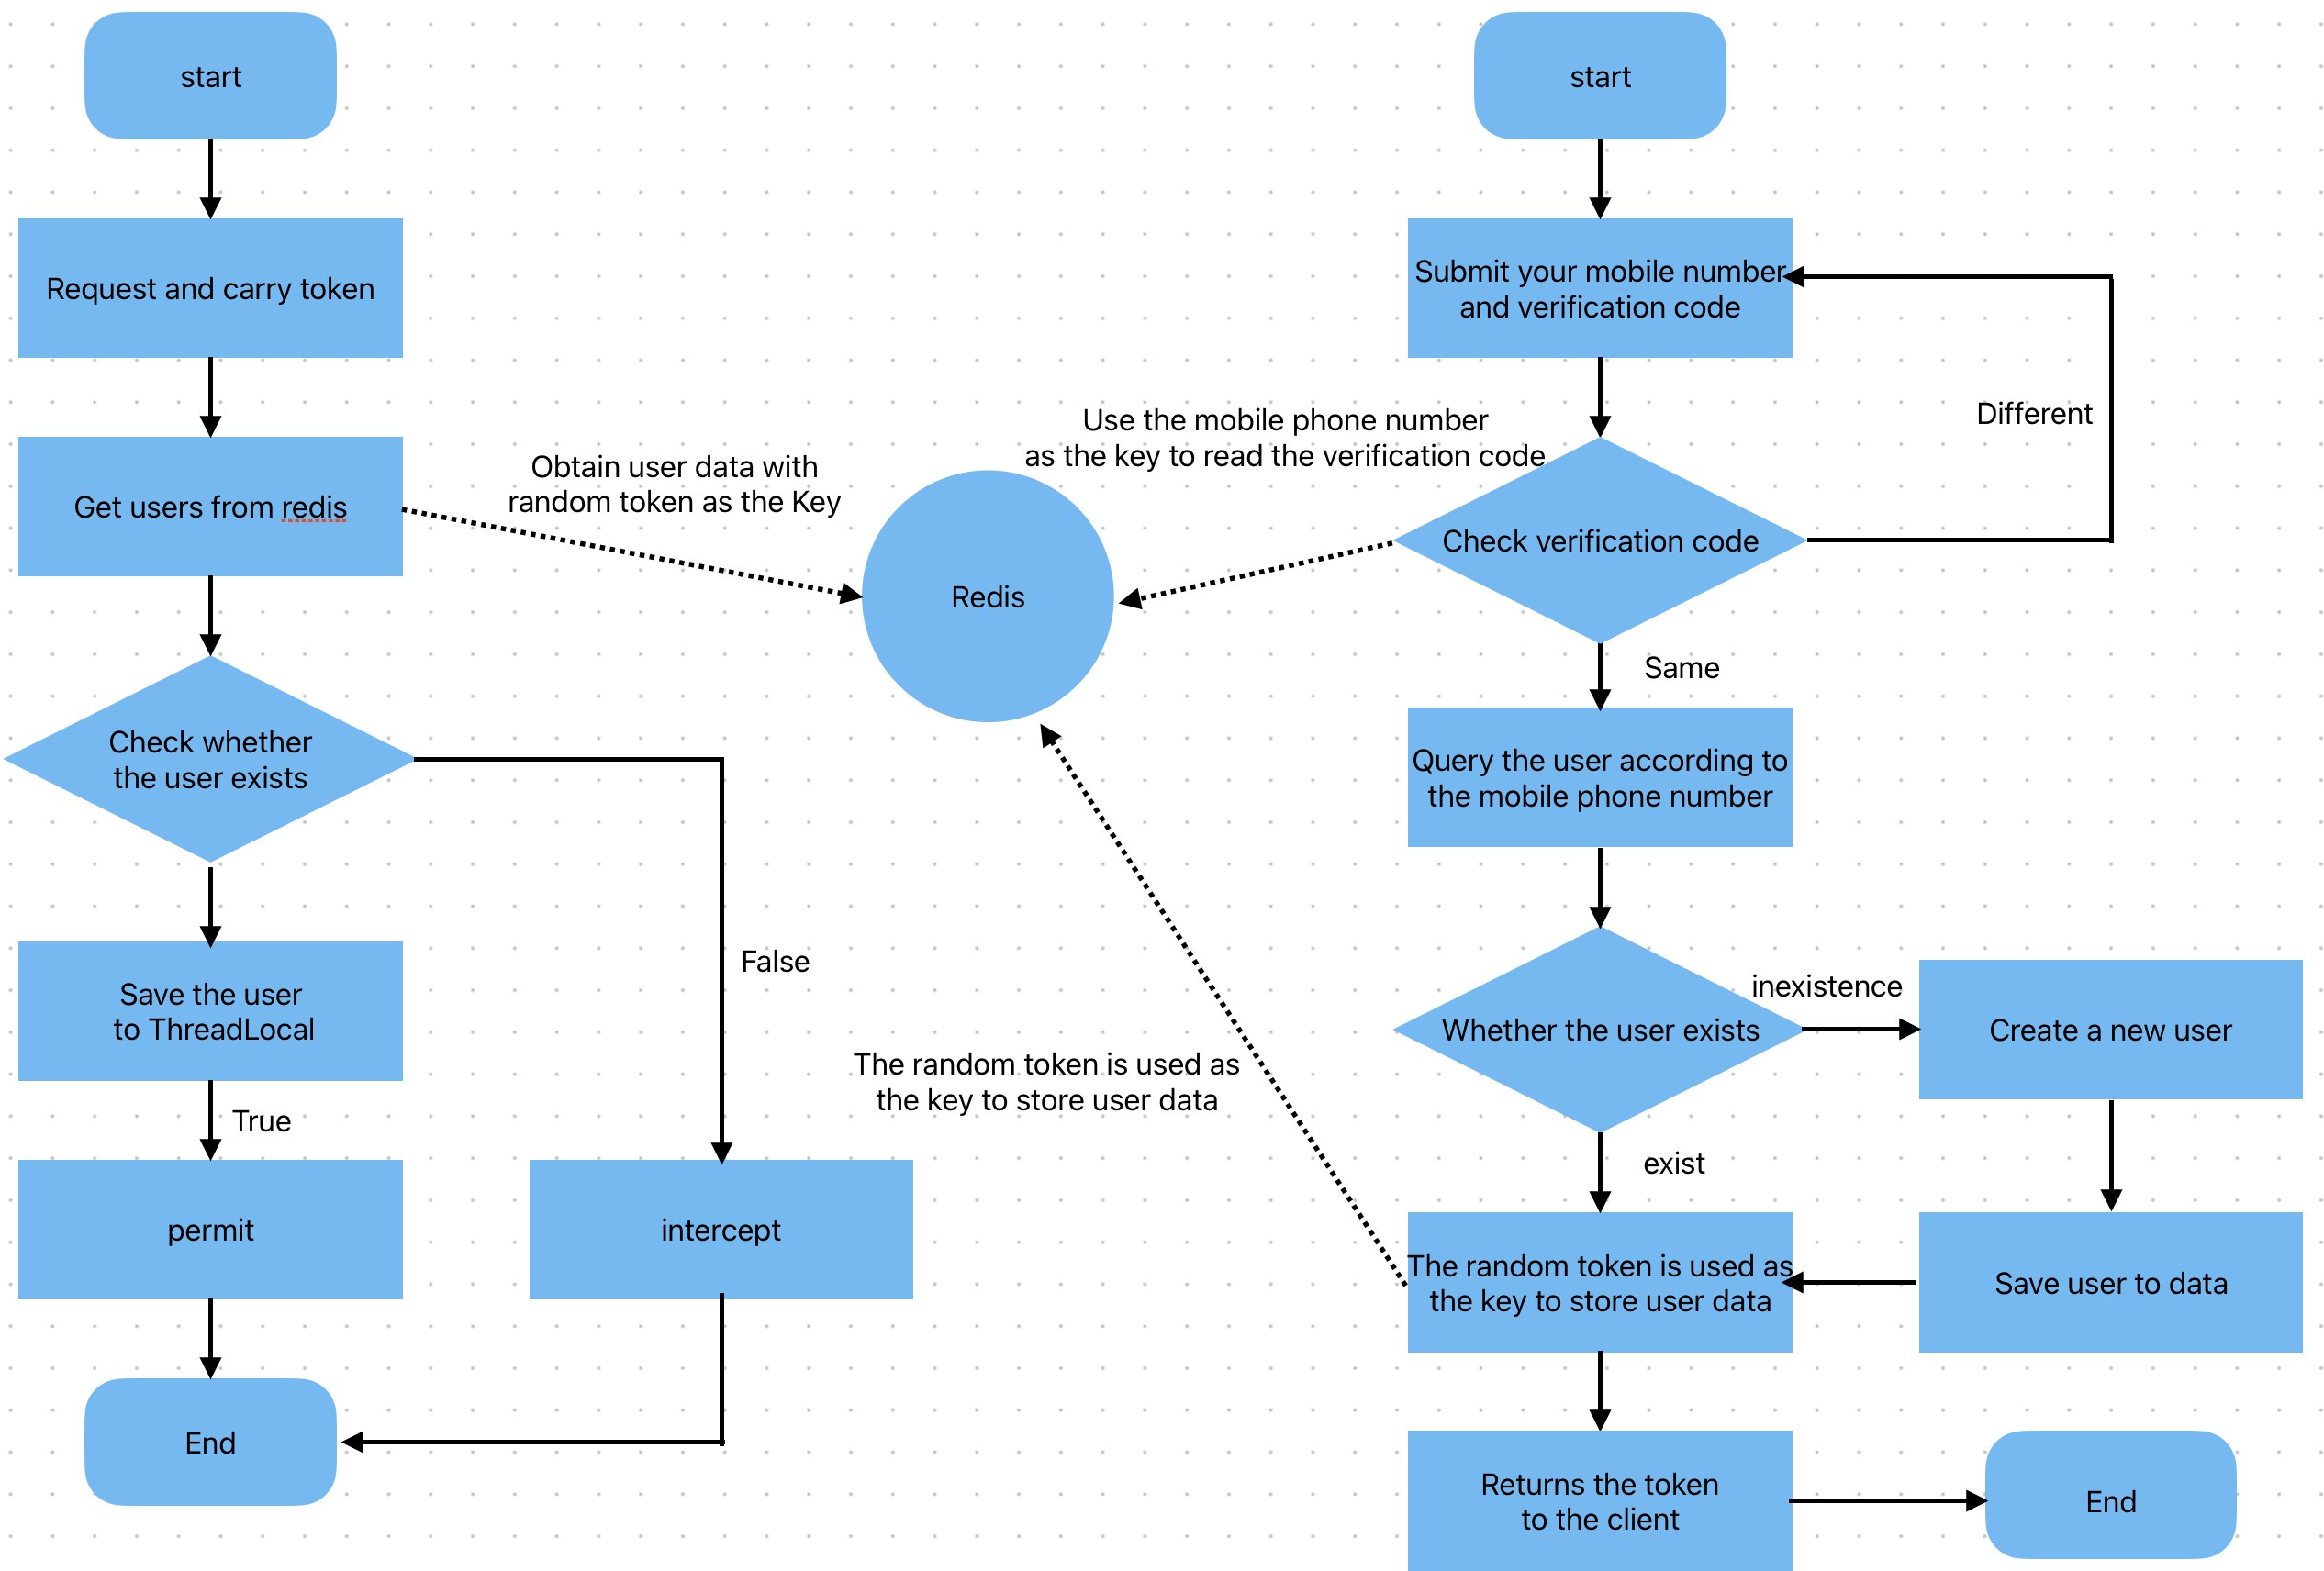 start
Request and carry token
Get users from redis
Obtain user data with
random token as the Key
Check whether
the user exists
Save the user
to ThreadLocal
True
False
permit
intercept
End
Redis
start
Submit your mobile number
and verification code
Use the mobile phone number
as the key to read the verification code
Different
Check verification code
Same
Query the user according to
the mobile phone number
Whether the user exists
inexistence
Create a new user
exist
The random token is used as
the key to store user data
The random token is used as
the key to store user data
Save user to data
Returns the token
to the client
End